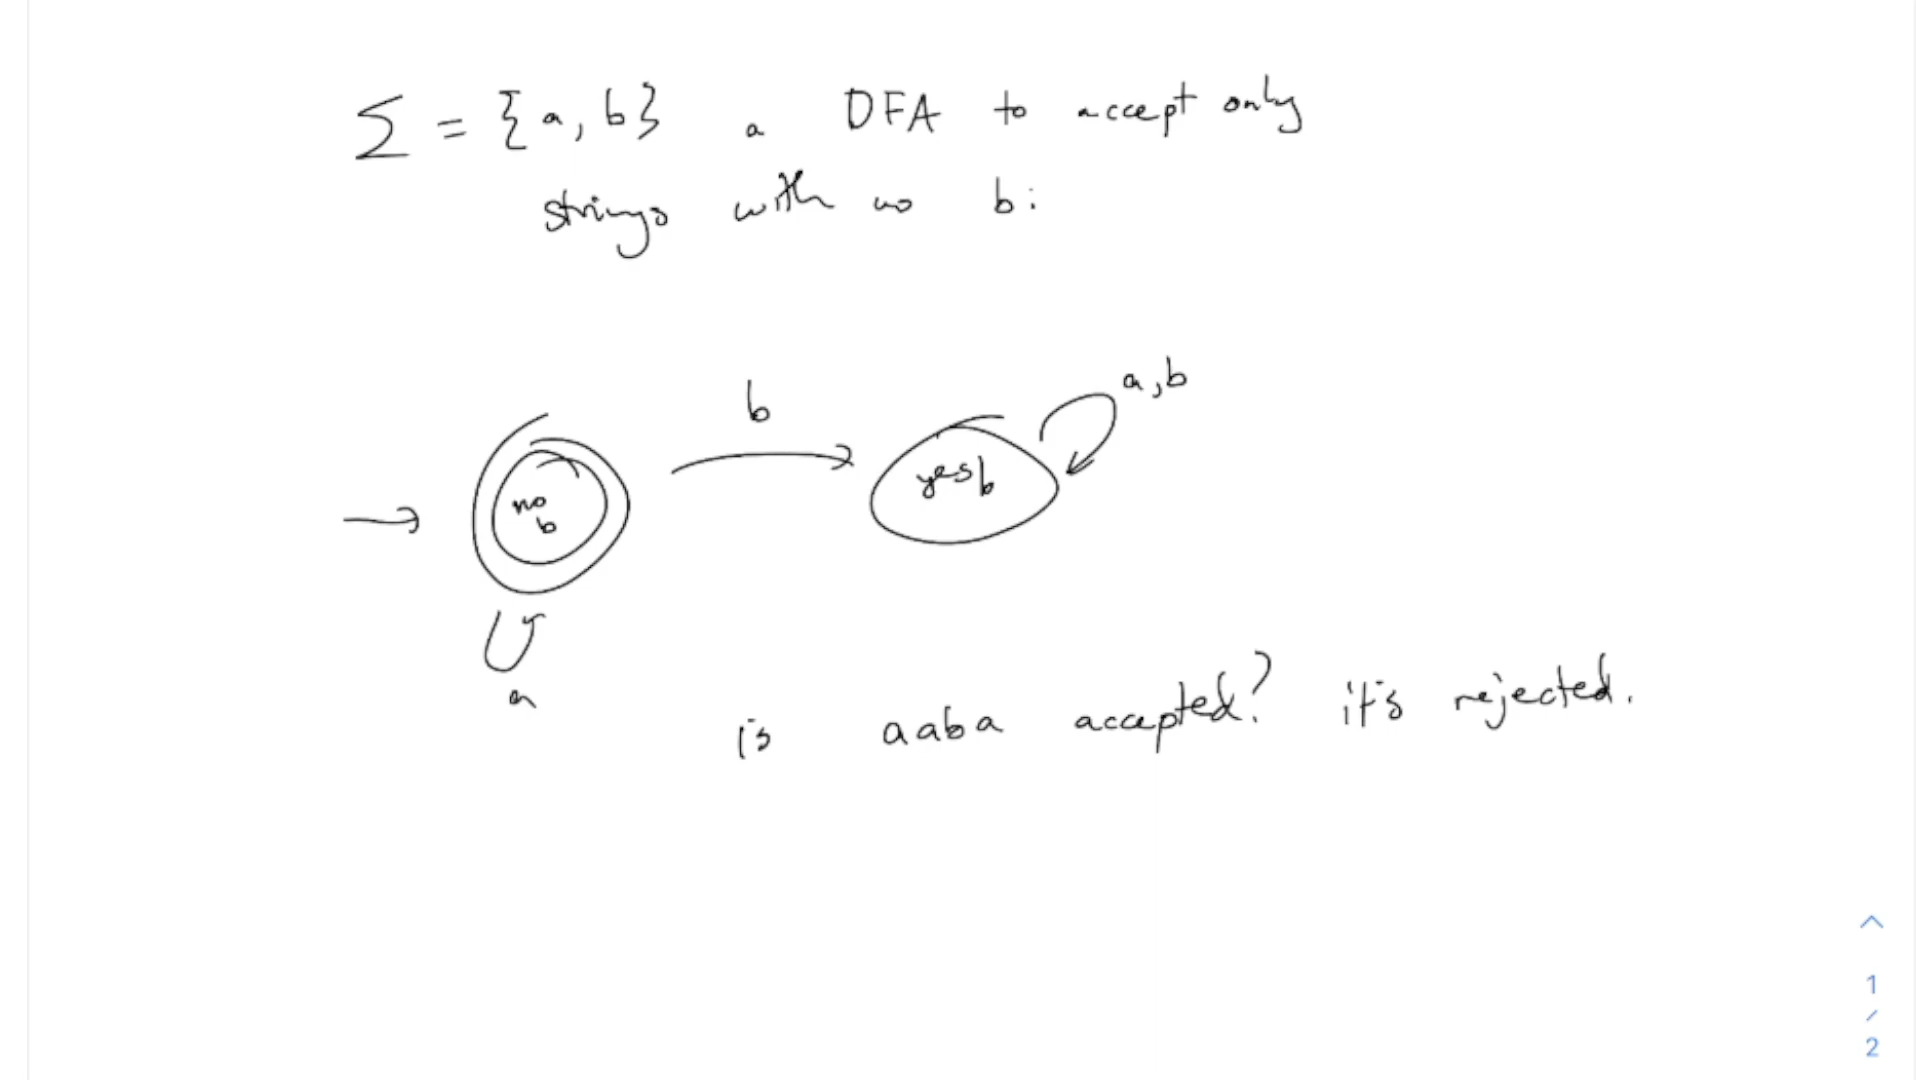 Σ = {a, b} a DFA to accept only
strings with no b:
b
a, b
no
b
yes b
a
is aaba accepted? it's rejected.
1
/
2